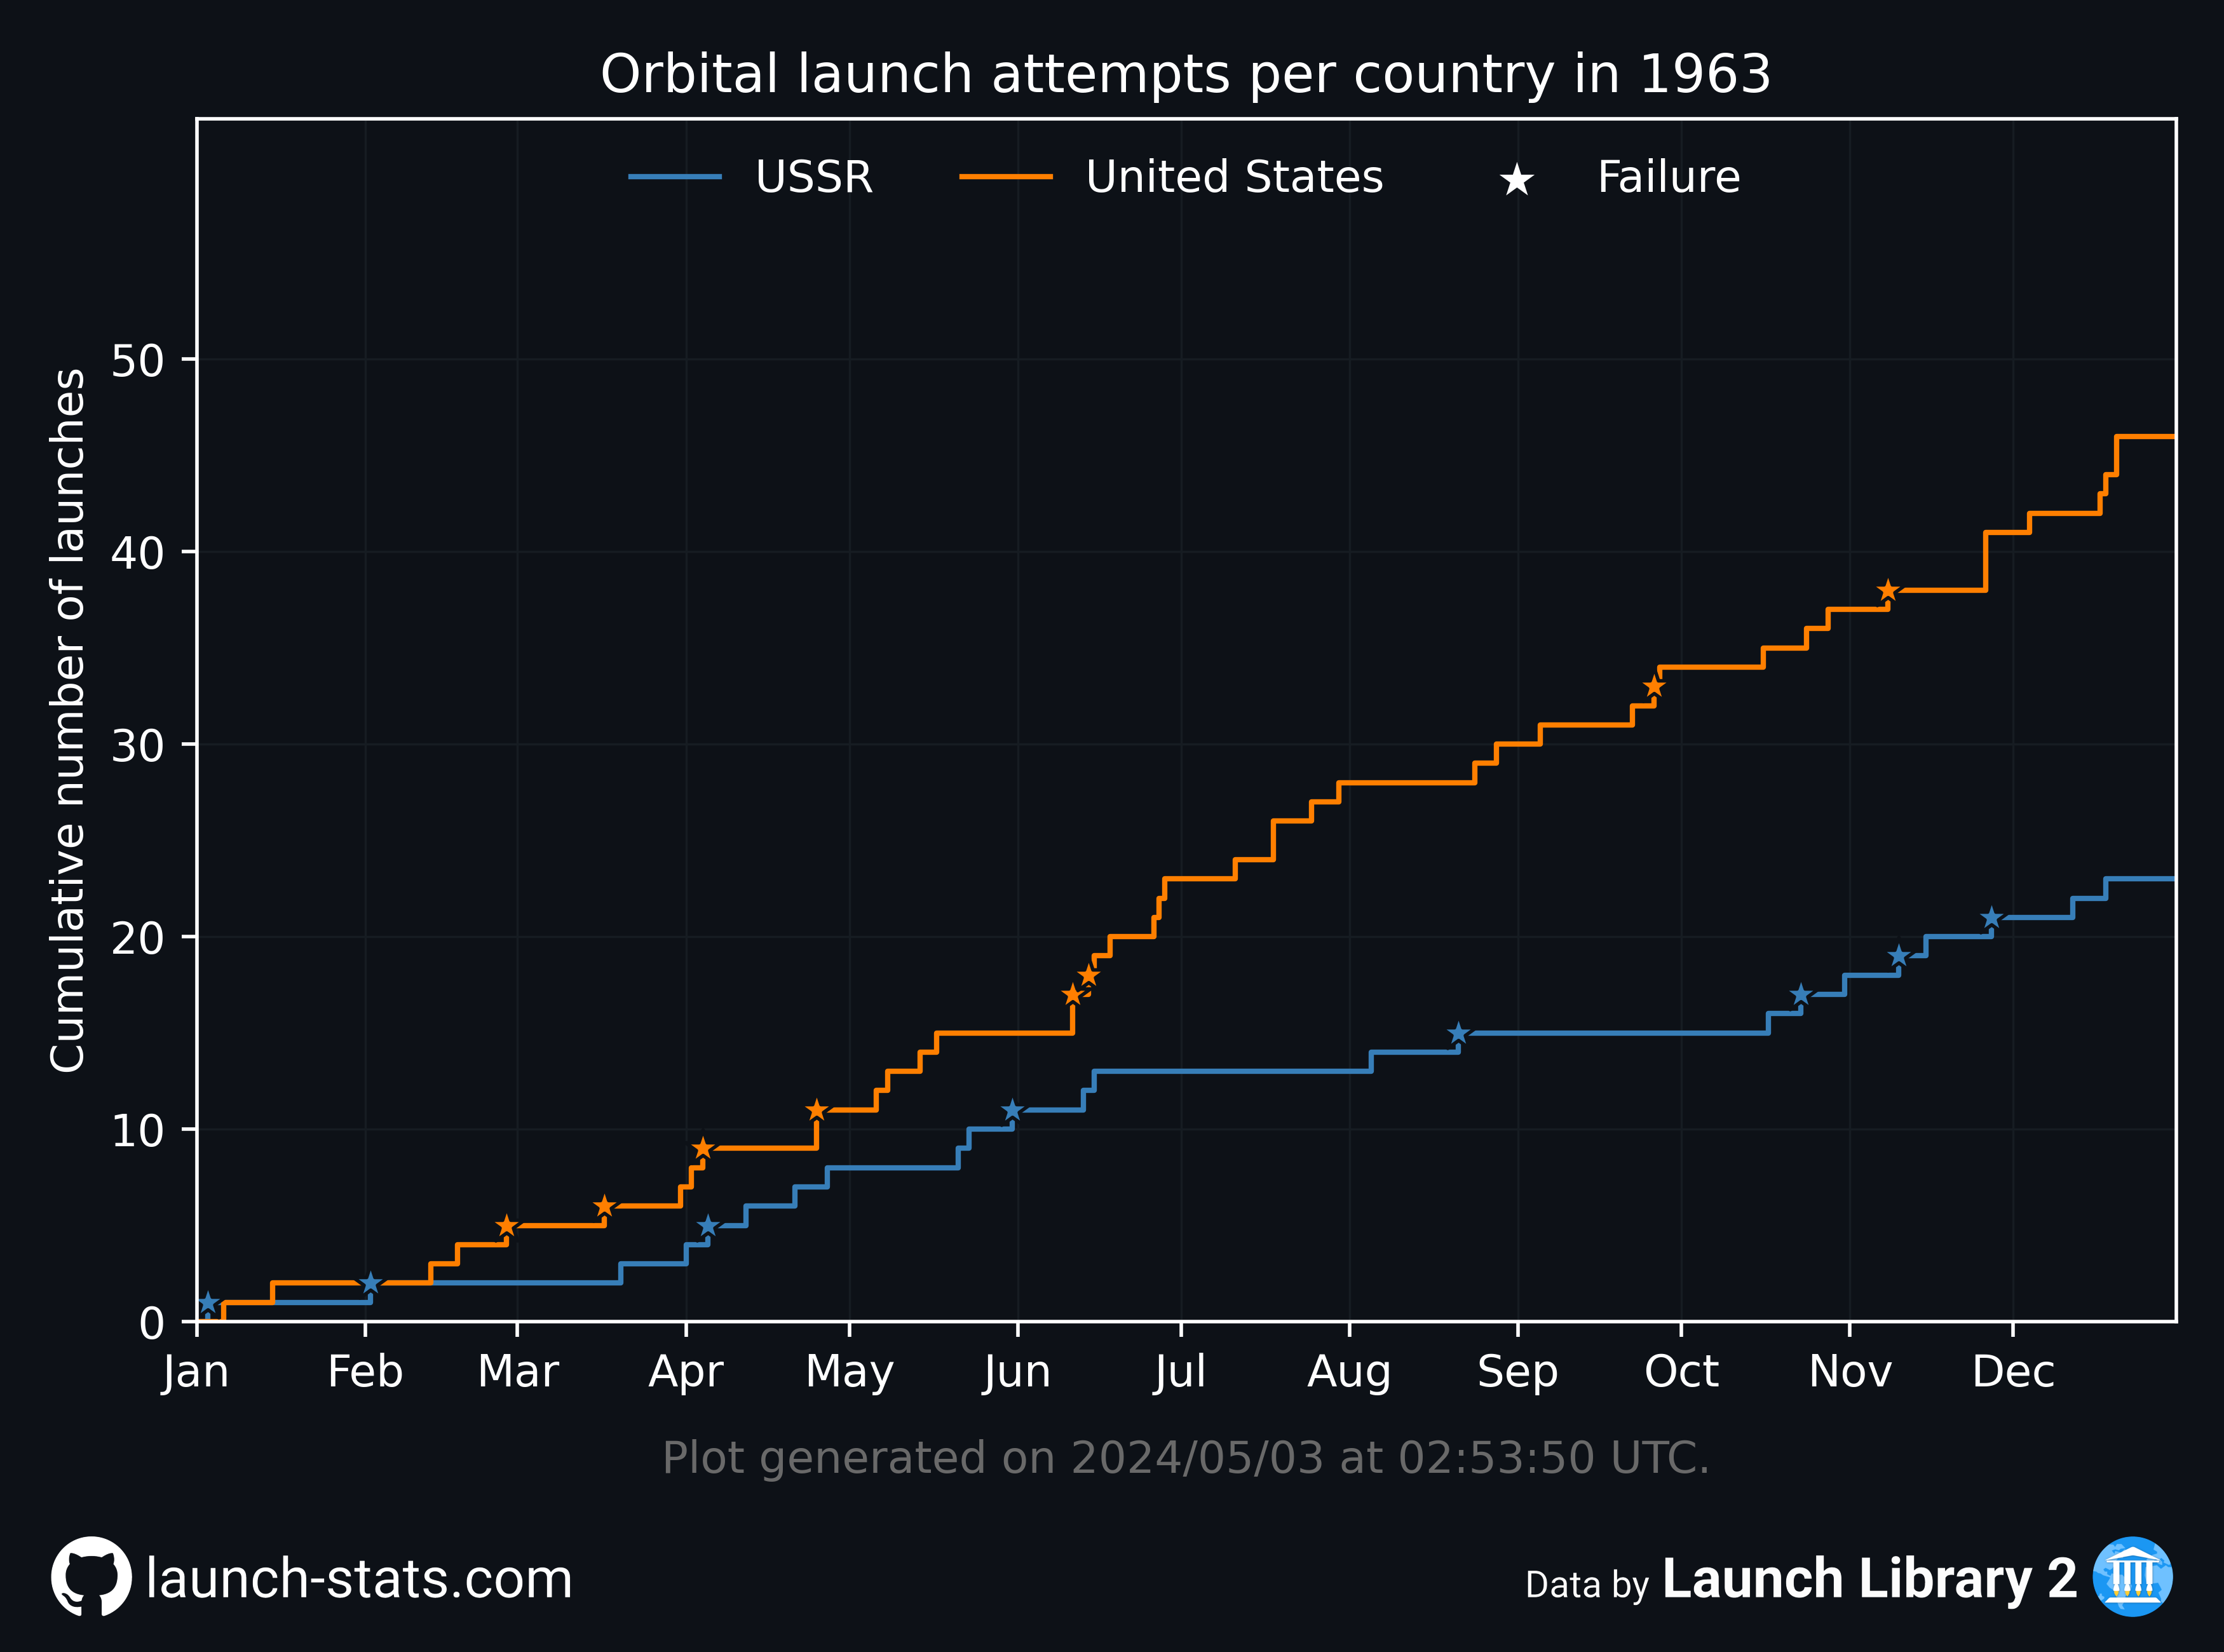 Orbital launch attempts per country in 1963
USSR United States Failure
Cumulative number of launches
50
40
30
20
10
0
Jan Feb Mar Apr May Jun Jul Aug Sep Oct Nov Dec
Plot generated on 2024/05/03 at 02:53:50 UTC.
launch-stats.com
Data by Launch Library 2